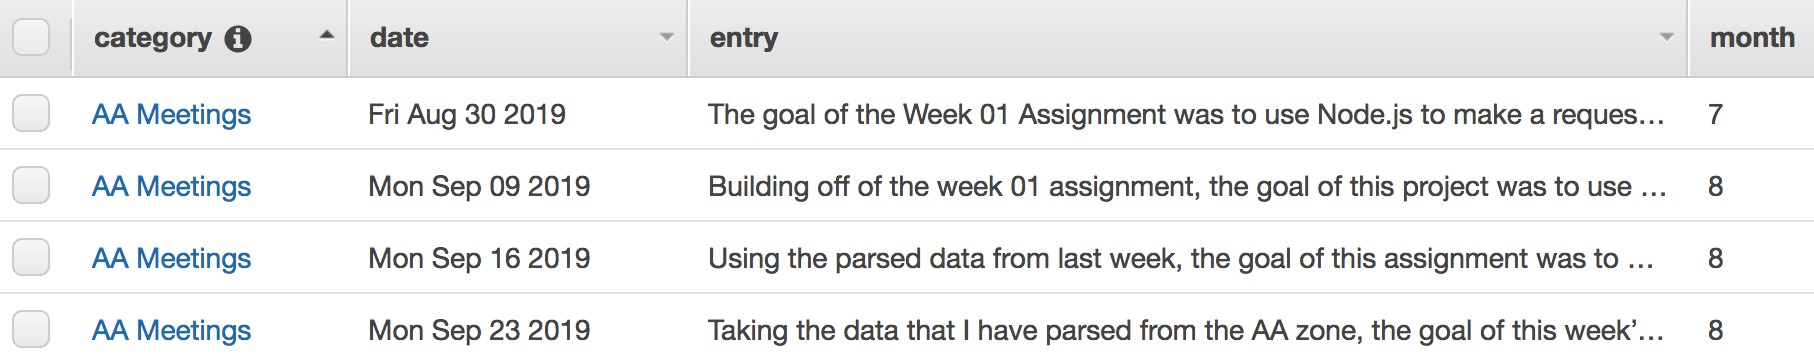 category date entry month
AA Meetings Fri Aug 30 2019 The goal of the Week 01 Assignment was to use Node.js to make a reques... 7
AA Meetings Mon Sep 09 2019 Building off of the week 01 assignment, the goal of this project was to use ... 8
AA Meetings Mon Sep 16 2019 Using the parsed data from last week, the goal of this assignment was to ... 8
AA Meetings Mon Sep 23 2019 Taking the data that I have parsed from the AA zone, the goal of this week’... 8